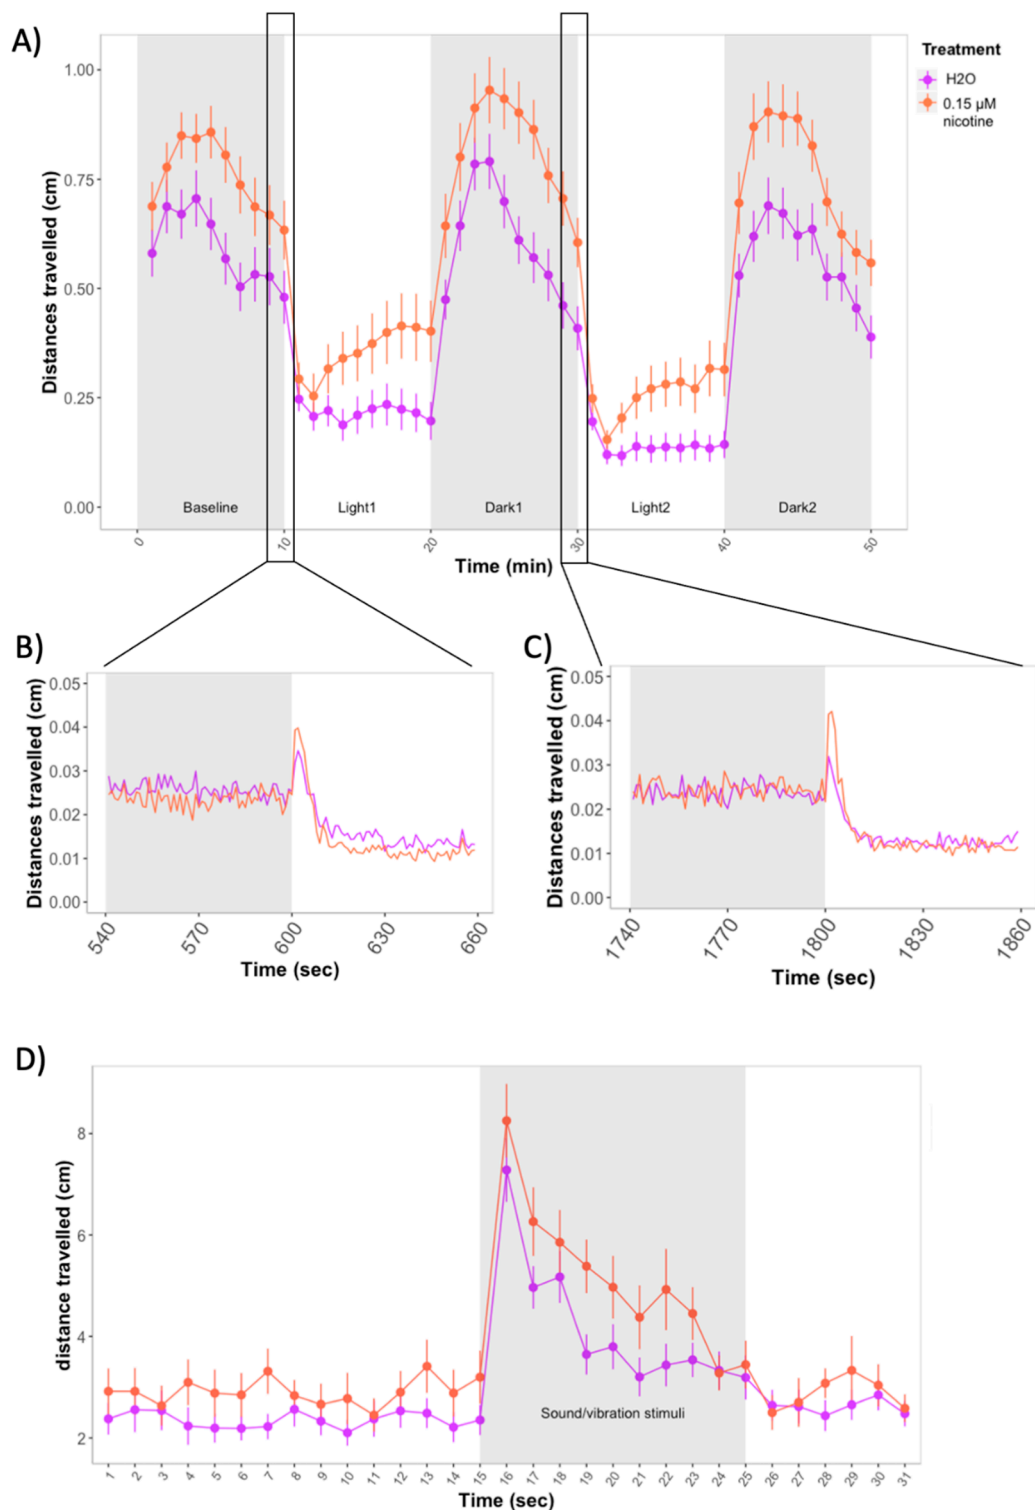 A)
Treatment
H2O
0.15 µM
nicotine
Distances travelled (cm)
1.00
0.75
0.50
0.25
0.00
Baseline
Light1
Dark1
Light2
Dark2
0
10
20
30
40
50
Time (min)
B)
Distances travelled (cm)
0.05
0.04
0.03
0.02
0.01
0.00
540
570
600
630
660
Time (sec)
C)
Distances travelled (cm)
0.05
0.04
0.03
0.02
0.01
0.00
1740
1770
1800
1830
1860
Time (sec)
D)
distance travelled (cm)
8
6
4
2
Sound/vibration stimuli
1 2 3 4 5 6 7 8 9 10 11 12 13 14 15 16 17 18 19 20 21 22 23 24 25 26 27 28 29 30 31
Time (sec)